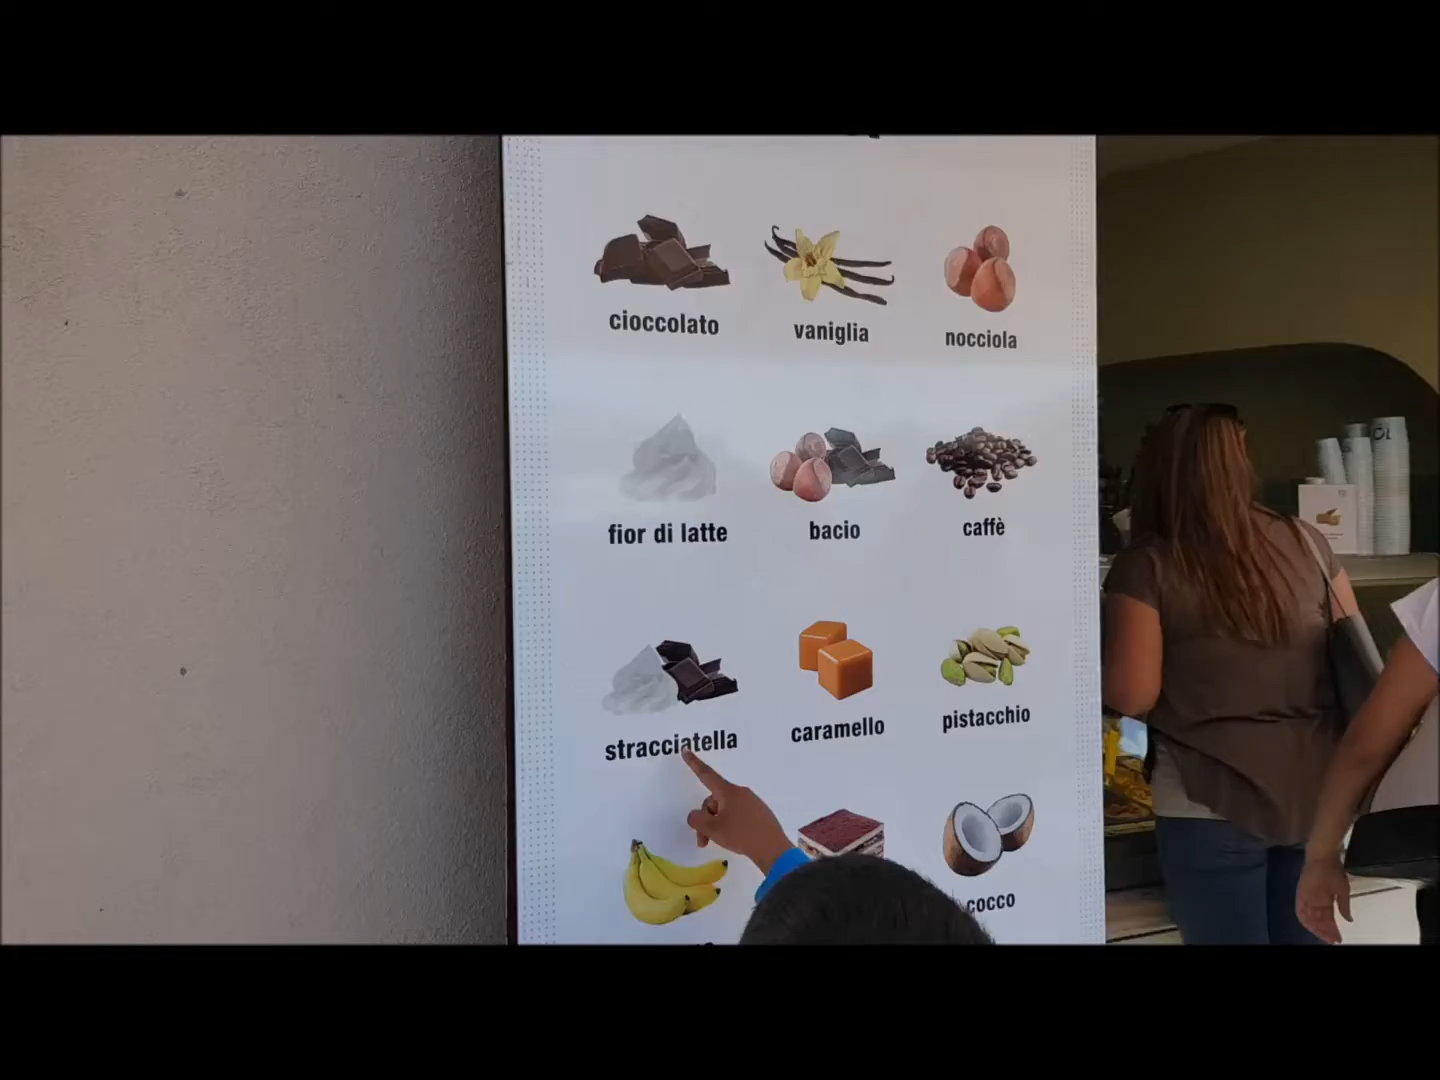 cioccolato vaniglia nocciola
fior di latte bacio caffè
stracciatella caramello pistacchio
cocco